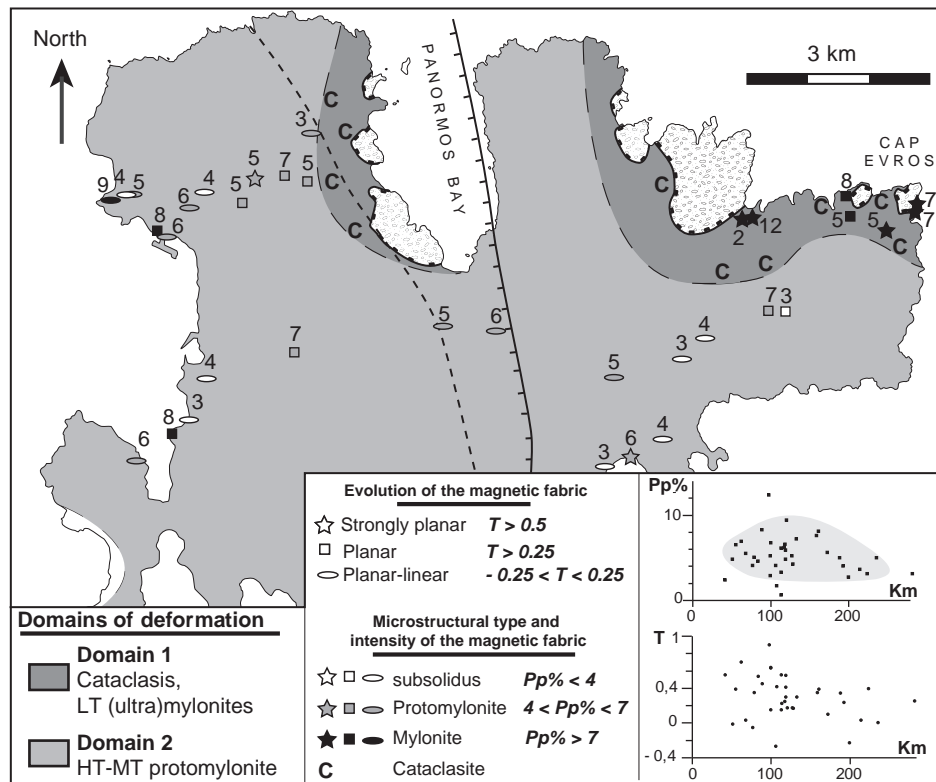 North
3 km
PANORMOS BAY
CAP
EVROS
C
C
C
C
C
C
C
C
C
C
3
5
7
5
5
4
6
9
4
5
8
6
7
4
3
8
6
5
6
5
3
4
7
3
4
3
6
2
12
8
5
5
7
7
Evolution of the magnetic fabric
Strongly planar T > 0.5
Planar T > 0.25
Planar-linear - 0.25 < T < 0.25
Microstructural type and
intensity of the magnetic fabric
subsolidus Pp% < 4
Protomylonite 4 < Pp% < 7
Mylonite Pp% > 7
C Cataclasite
Domains of deformation
Domain 1
Cataclasis,
LT (ultra)mylonites
Domain 2
HT-MT protomylonite
Pp%
10
0
0 100 200
Km
T 1
0,4
0
- 0,4
Km
0 100 200